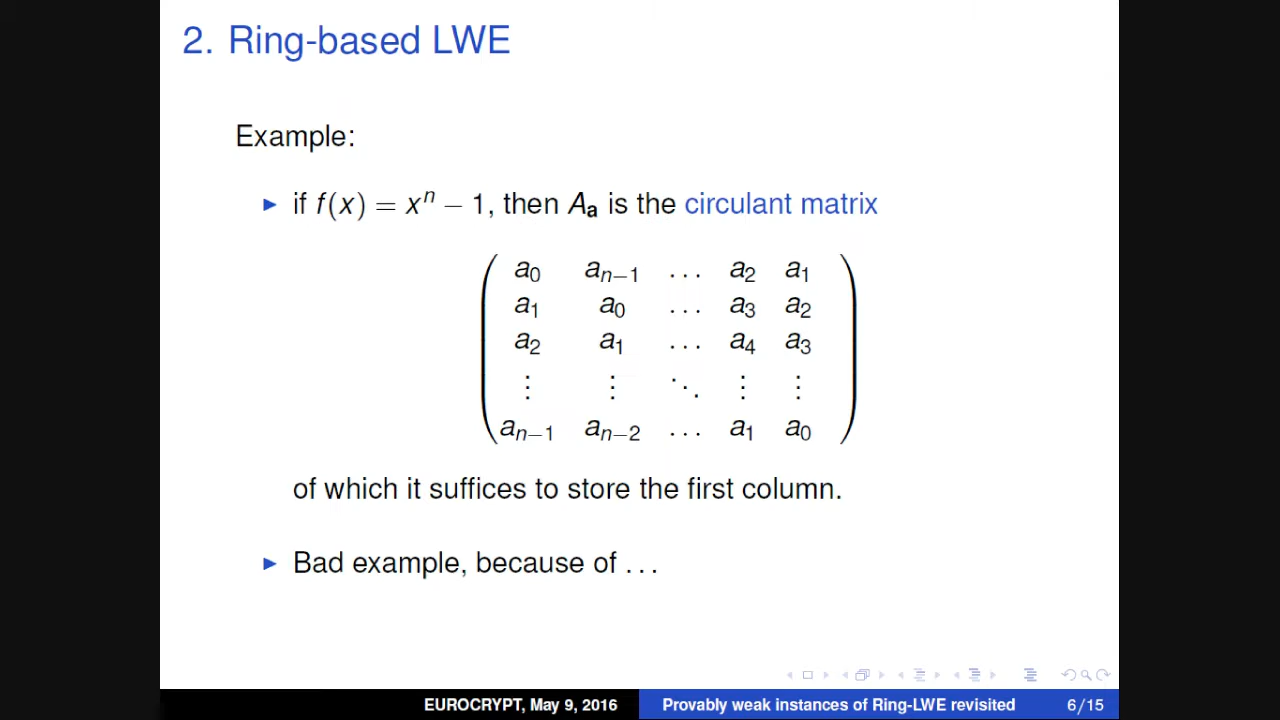 2. Ring-based LWE
Example:
▶ if f(x) = xⁿ − 1, then Aₐ is the circulant matrix
a₀ aₙ₋₁ … a₂ a₁
a₁ a₀ … a₃ a₂
a₂ a₁ … a₄ a₃
⋮ ⋮ ⋱ ⋮ ⋮
aₙ₋₁ aₙ₋₂ … a₁ a₀
of which it suffices to store the first column.
▶ Bad example, because of …
EUROCRYPT, May 9, 2016 Provably weak instances of Ring-LWE revisited 6/15